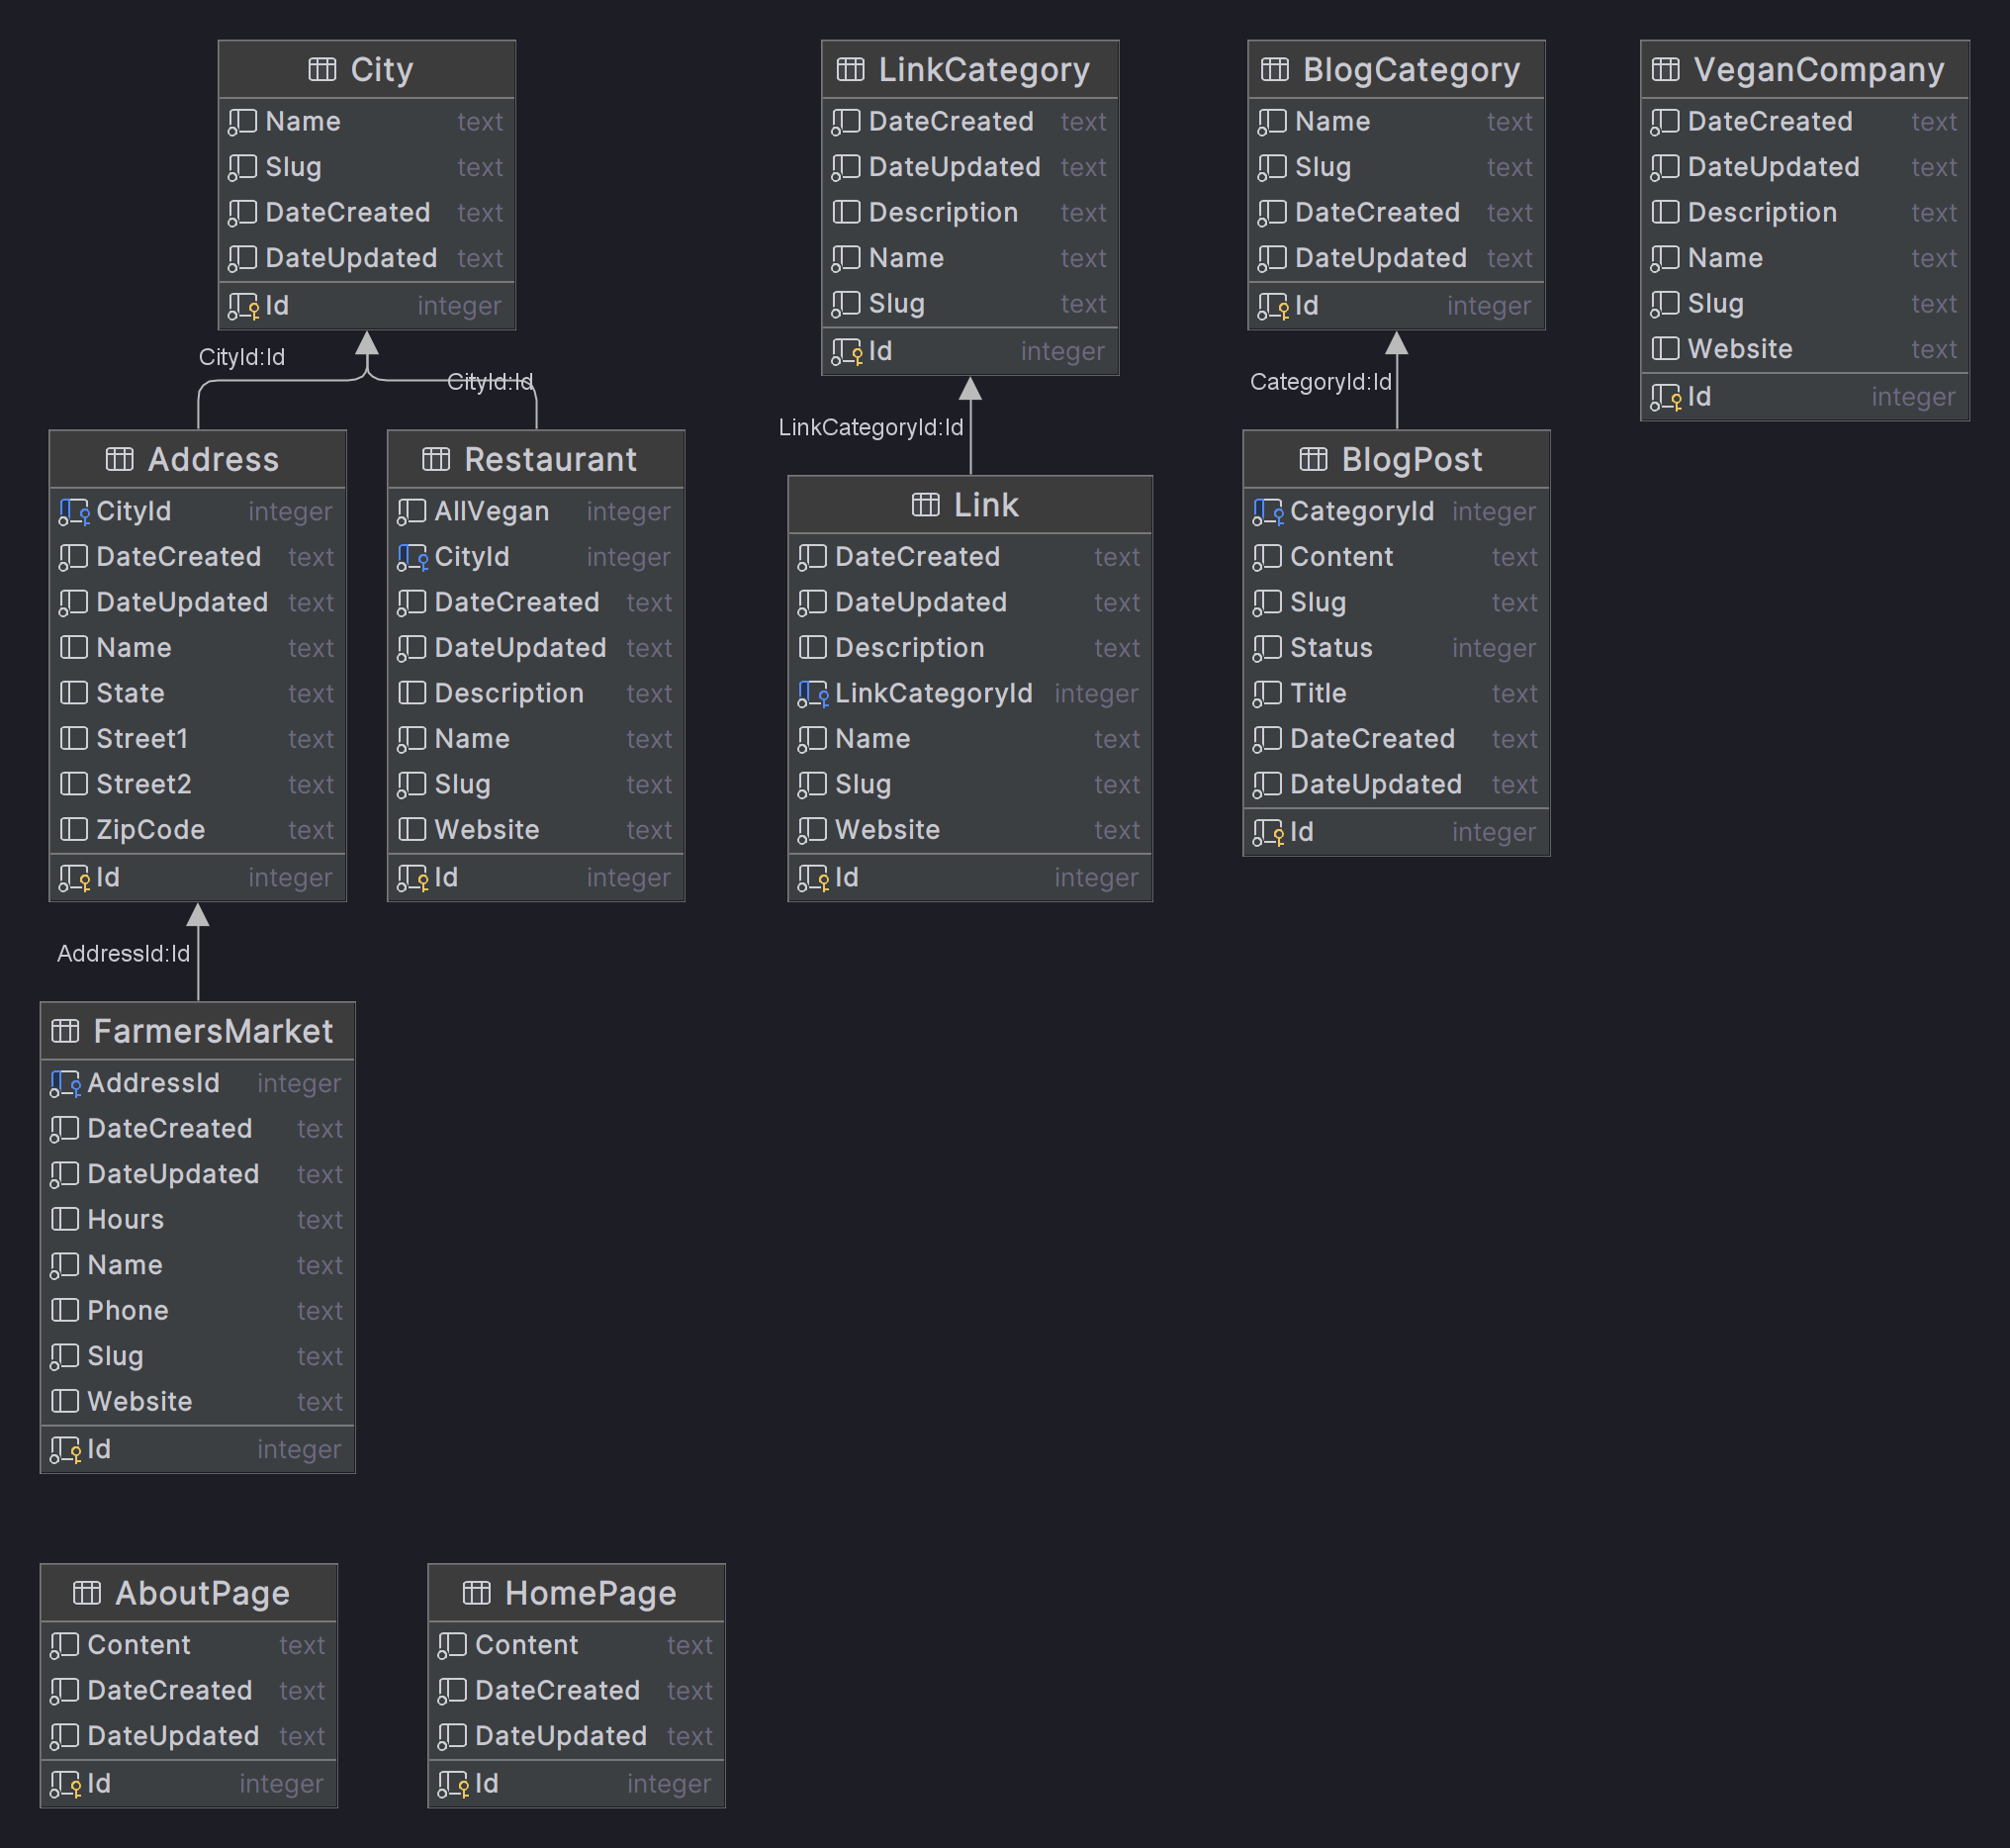 City
Name text
Slug text
DateCreated text
DateUpdated text
Id integer
LinkCategory
DateCreated text
DateUpdated text
Description text
Name text
Slug text
Id integer
BlogCategory
Name text
Slug text
DateCreated text
DateUpdated text
Id integer
VeganCompany
DateCreated text
DateUpdated text
Description text
Name text
Slug text
Website text
Id integer
CityId:Id
CityId:Id
LinkCategoryId:Id
CategoryId:Id
Address
CityId integer
DateCreated text
DateUpdated text
Name text
State text
Street1 text
Street2 text
ZipCode text
Id integer
Restaurant
AllVegan integer
CityId integer
DateCreated text
DateUpdated text
Description text
Name text
Slug text
Website text
Id integer
Link
DateCreated text
DateUpdated text
Description text
LinkCategoryId integer
Name text
Slug text
Website text
Id integer
BlogPost
CategoryId integer
Content text
Slug text
Status integer
Title text
DateCreated text
DateUpdated text
Id integer
AddressId:Id
FarmersMarket
AddressId integer
DateCreated text
DateUpdated text
Hours text
Name text
Phone text
Slug text
Website text
Id integer
AboutPage
Content text
DateCreated text
DateUpdated text
Id integer
HomePage
Content text
DateCreated text
DateUpdated text
Id integer